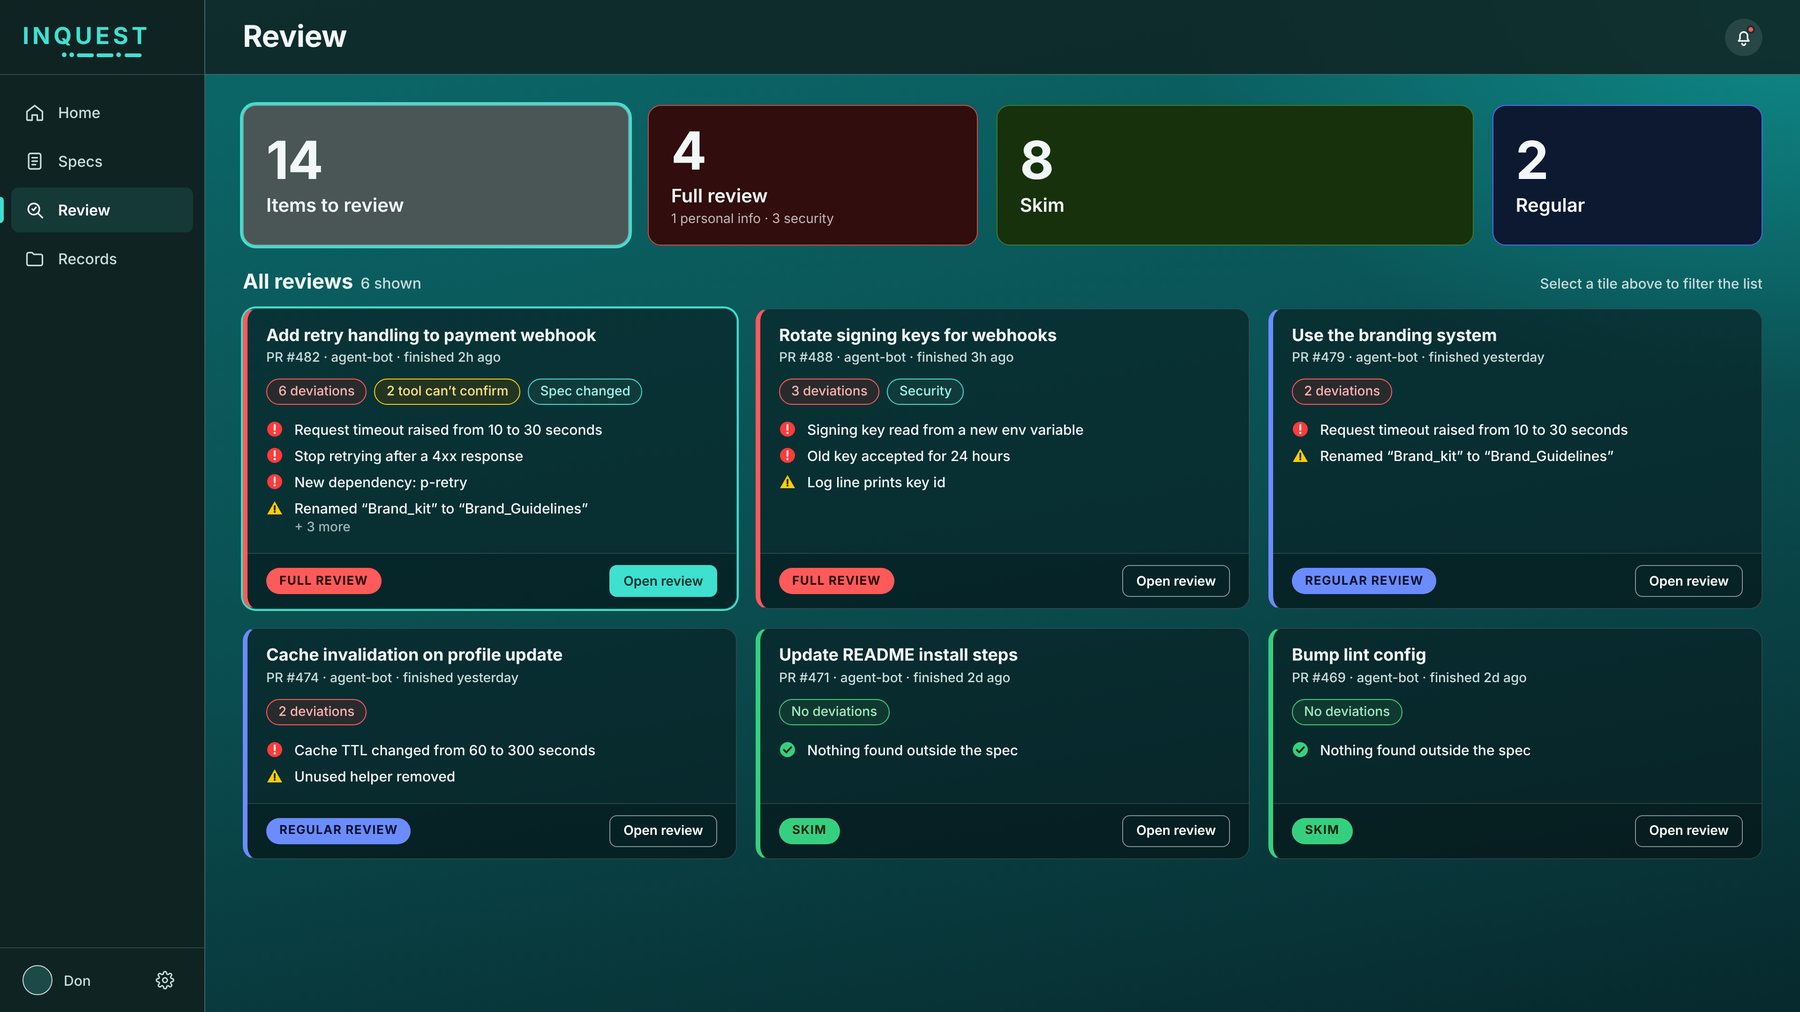 INQUEST
Review
Home
Specs
Review
Records
14
Items to review
4
Full review
1 personal info · 3 security
8
Skim
2
Regular
All reviews 6 shown
Select a tile above to filter the list
Add retry handling to payment webhook
PR #482 · agent-bot · finished 2h ago
6 deviations
2 tool can’t confirm
Spec changed
Request timeout raised from 10 to 30 seconds
Stop retrying after a 4xx response
New dependency: p-retry
Renamed “Brand_kit” to “Brand_Guidelines”
+ 3 more
FULL REVIEW
Open review
Rotate signing keys for webhooks
PR #488 · agent-bot · finished 3h ago
3 deviations
Security
Signing key read from a new env variable
Old key accepted for 24 hours
Log line prints key id
FULL REVIEW
Open review
Use the branding system
PR #479 · agent-bot · finished yesterday
2 deviations
Request timeout raised from 10 to 30 seconds
Renamed “Brand_kit” to “Brand_Guidelines”
REGULAR REVIEW
Open review
Cache invalidation on profile update
PR #474 · agent-bot · finished yesterday
2 deviations
Cache TTL changed from 60 to 300 seconds
Unused helper removed
REGULAR REVIEW
Open review
Update README install steps
PR #471 · agent-bot · finished 2d ago
No deviations
Nothing found outside the spec
SKIM
Open review
Bump lint config
PR #469 · agent-bot · finished 2d ago
No deviations
Nothing found outside the spec
SKIM
Open review
Don